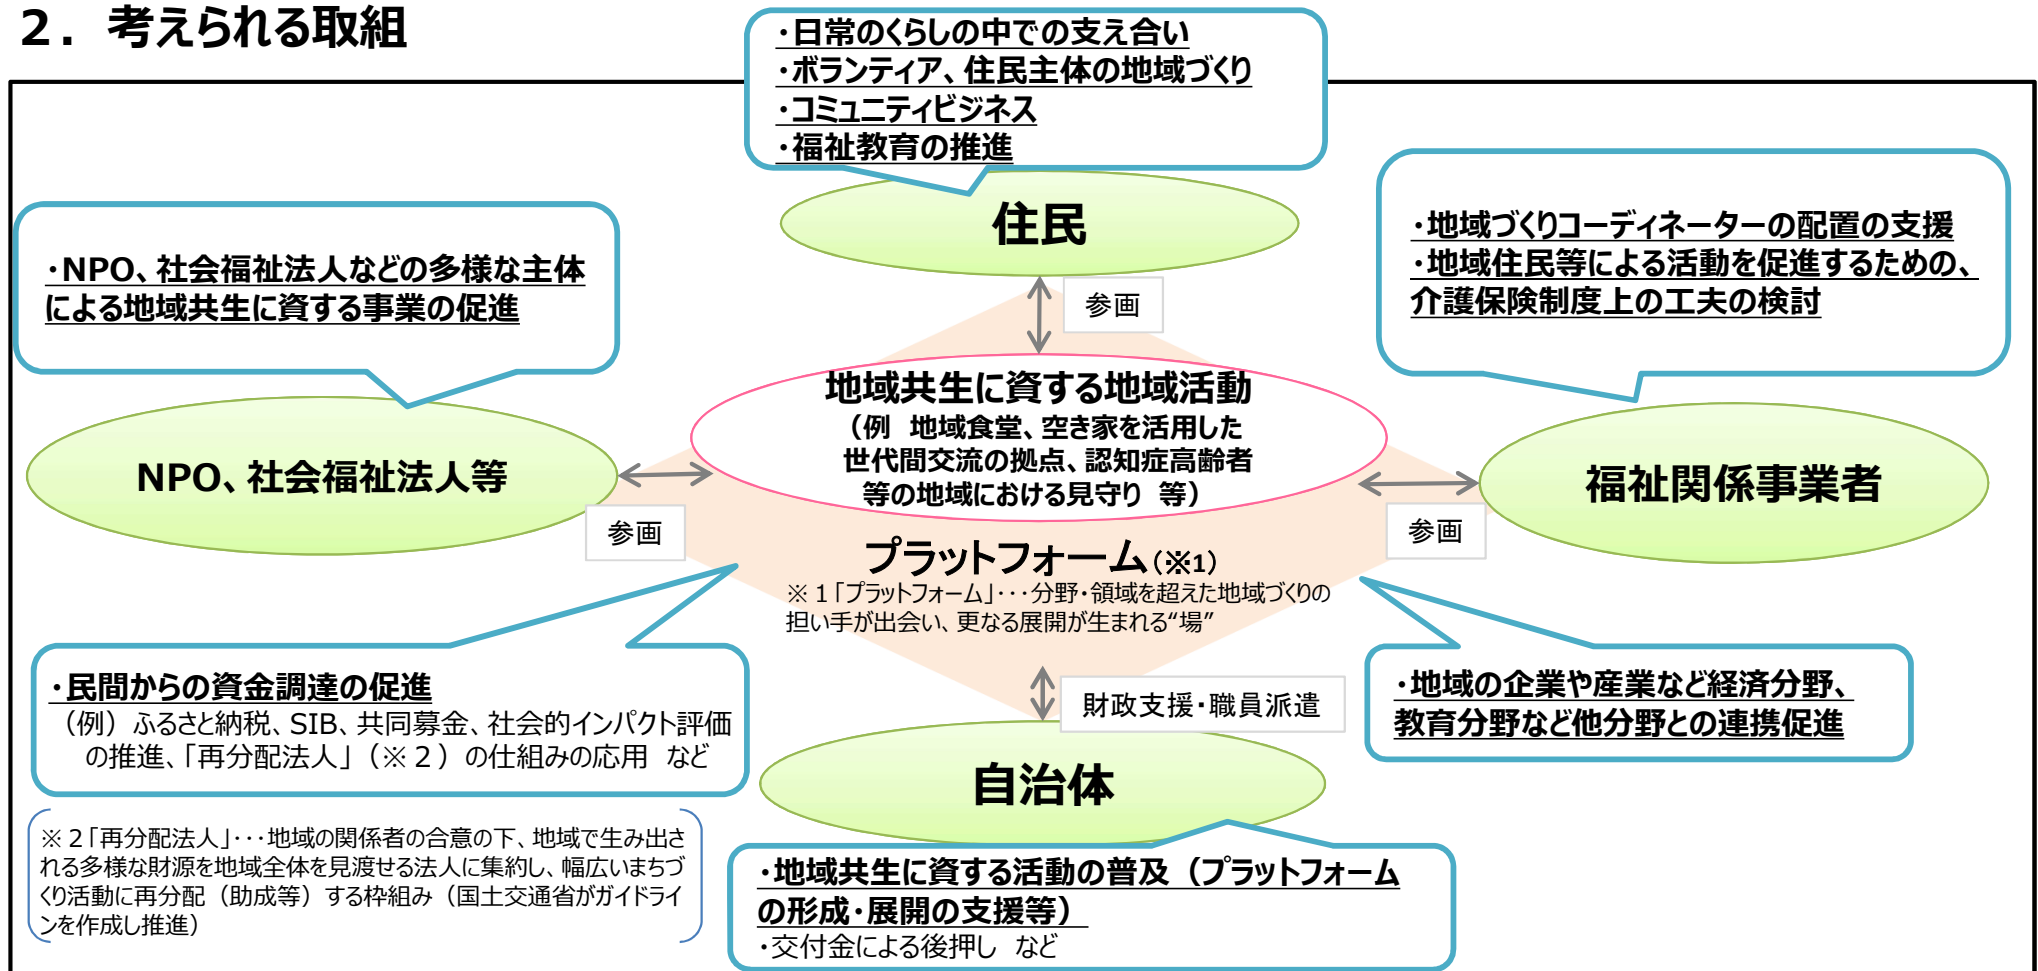 ２．考えられる取組
・日常のくらしの中での支え合い
・ボランティア、住民主体の地域づくり
・コミュニティビジネス
・福祉教育の推進
住民
・NPO、社会福祉法人などの多様な主体
による地域共生に資する事業の促進
・地域づくりコーディネーターの配置の支援
・地域住民等による活動を促進するための、
介護保険制度上の工夫の検討
参画
地域共生に資する地域活動
（例　地域食堂、空き家を活用した
世代間交流の拠点、認知症高齢者
等の地域における見守り　等）
NPO、社会福祉法人等
福祉関係事業者
参画
参画
プラットフォーム（※1）
※１「プラットフォーム」･･･分野・領域を超えた地域づくりの
担い手が出会い、更なる展開が生まれる“場”
・民間からの資金調達の促進
（例）ふるさと納税、SIB、共同募金、社会的インパクト評価
の推進、「再分配法人」（※２）の仕組みの応用　など
財政支援・職員派遣
・地域の企業や産業など経済分野、
教育分野など他分野との連携促進
自治体
※２「再分配法人」･･･地域の関係者の合意の下、地域で生み出さ
れる多様な財源を地域全体を見渡せる法人に集約し、幅広いまちづ
くり活動に再分配（助成等）する枠組み（国土交通省がガイドライ
ンを作成し推進）
・地域共生に資する活動の普及（プラットフォーム
の形成・展開の支援等）
・交付金による後押し　など